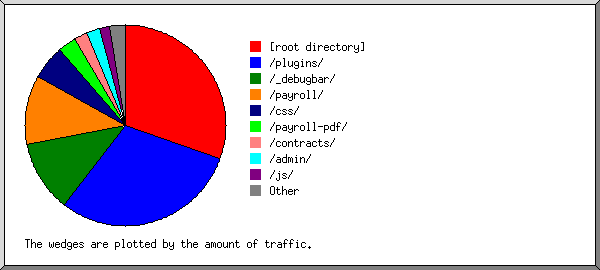 [root directory]
/plugins/
/_debugbar/
/payroll/
/css/
/payroll-pdf/
/contracts/
/admin/
/js/
Other
The wedges are plotted by the amount of traffic.